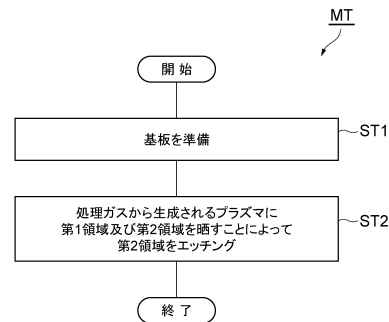 MT
開始
基板を準備
ST1
処理ガスから生成されるプラズマに
第1領域及び第2領域を晒すことによって
第2領域をエッチング
ST2
終了